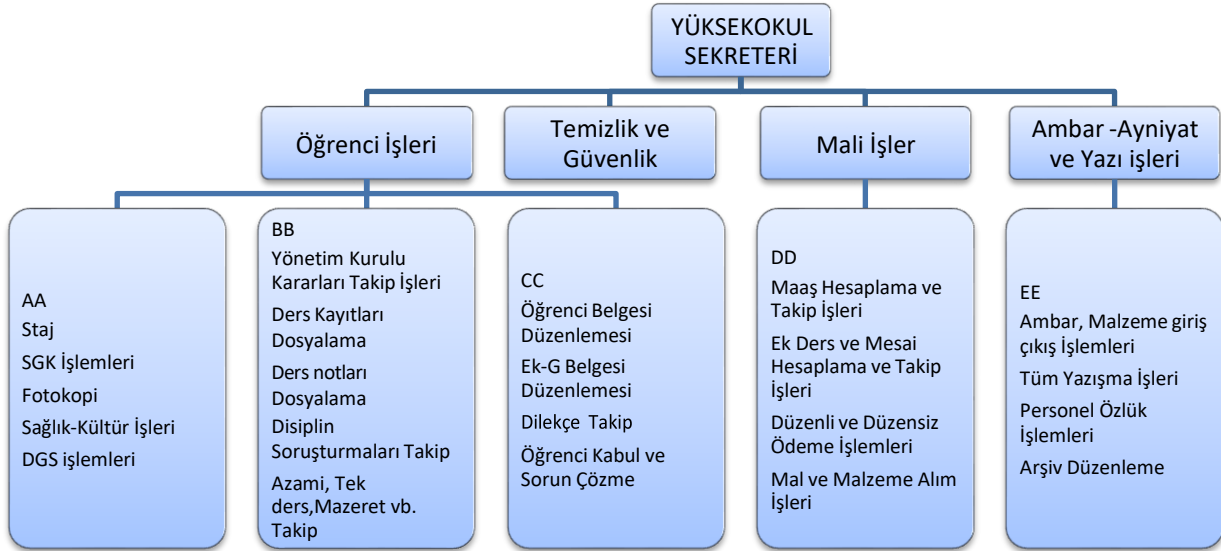 YÜKSEKOKUL
SEKRETERİ
Öğrenci İşleri
Temizlik ve
Güvenlik
Mali İşler
Ambar -Ayniyat
ve Yazı işleri
AA
Staj
SGK İşlemleri
Fotokopi
Sağlık-Kültür İşleri
DGS işlemleri
BB
Yönetim Kurulu
Kararları Takip İşleri
Ders Kayıtları
Dosyalama
Ders notları
Dosyalama
Disiplin
Soruşturmaları Takip
Azami, Tek
ders,Mazeret vb.
Takip
CC
Öğrenci Belgesi
Düzenlemesi
Ek-G Belgesi
Düzenlemesi
Dilekçe Takip
Öğrenci Kabul ve
Sorun Çözme
DD
Maaş Hesaplama ve
Takip İşleri
Ek Ders ve Mesai
Hesaplama ve Takip
İşleri
Düzenli ve Düzensiz
Ödeme İşlemleri
Mal ve Malzeme Alım
İşleri
EE
Ambar, Malzeme giriş
çıkış İşlemleri
Tüm Yazışma İşleri
Personel Özlük
İşlemleri
Arşiv Düzenleme